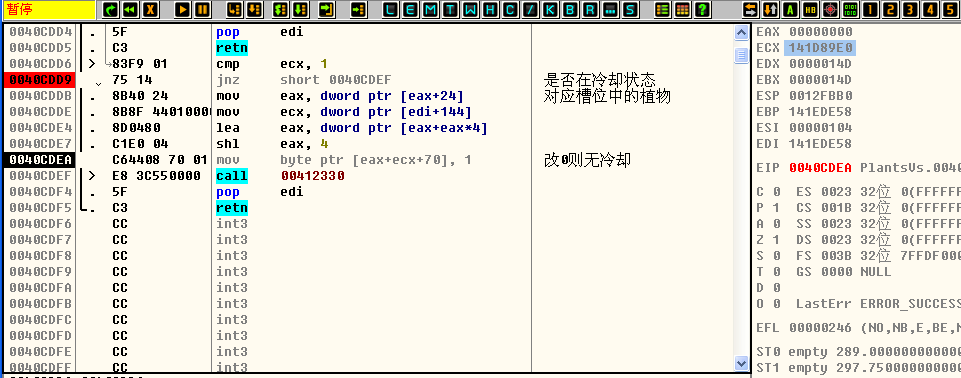 暂停 L E M T W H C / K B R ... S ? HB 1 2 3 4 5
0040CDD4 . 5F pop edi
0040CDD5 . C3 retn
0040CDD6 > 83F9 01 cmp ecx, 1
0040CDD9 . 75 14 jnz short 0040CDEF 是否在冷却状态
0040CDDB . 8B40 24 mov eax, dword ptr [eax+24] 对应槽位中的植物
0040CDDE . 8B8F 4401000 mov ecx, dword ptr [edi+144]
0040CDE4 . 8D0480 lea eax, dword ptr [eax+eax*4]
0040CDE7 . C1E0 04 shl eax, 4
0040CDEA . C64408 70 01 mov byte ptr [eax+ecx+70], 1 改0则无冷却
0040CDEF > E8 3C550000 call 00412330
0040CDF4 . 5F pop edi
0040CDF5 . C3 retn
0040CDF6 CC int3
0040CDF7 CC int3
0040CDF8 CC int3
0040CDF9 CC int3
0040CDFA CC int3
0040CDFB CC int3
0040CDFC CC int3
0040CDFD CC int3
0040CDFE CC int3
0040CDFF CC int3
EAX 00000000
ECX 141D89E0
EDX 0000014D
EBX 0000014D
ESP 0012FBB0
EBP 141EDE58
ESI 00000104
EDI 141EDE58
EIP 0040CDEA PlantsVs.0040
C 0 ES 0023 32位 0(FFFFFF
P 1 CS 001B 32位 0(FFFFFF
A 0 SS 0023 32位 0(FFFFFF
Z 1 DS 0023 32位 0(FFFFFF
S 0 FS 003B 32位 7FFDF000
T 0 GS 0000 NULL
D 0
O 0 LastErr ERROR_SUCCESS
EFL 00000246 (NO,NB,E,BE,N
ST0 empty 289.000000000000
ST1 empty 297.750000000000